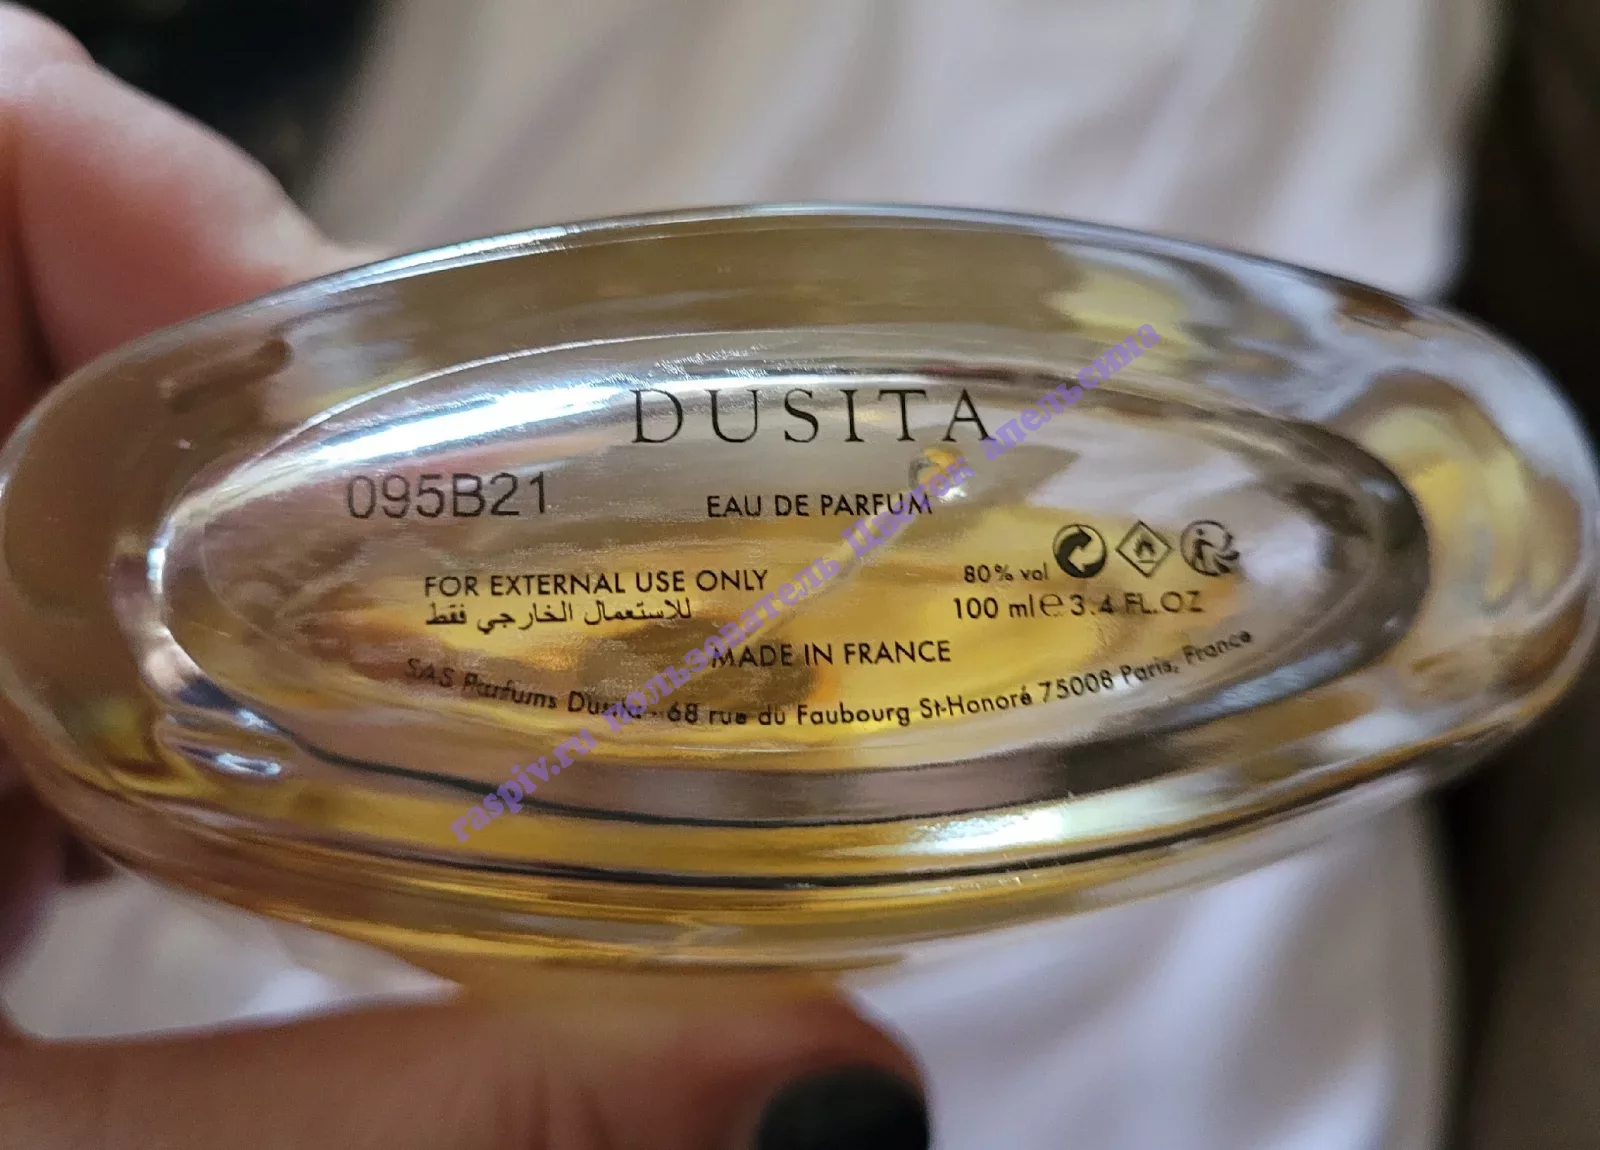 DUSITA
095B21
EAU DE PARFUM
FOR EXTERNAL USE ONLY
للاستعمال الخارجي فقط
80% vol
100 ml e 3.4 FL.OZ
MADE IN FRANCE
SAS Parfums Dusita - 68 rue du Faubourg St-Honoré 75008 Paris, France
raspiv.ru пользователь Цветок апельсина